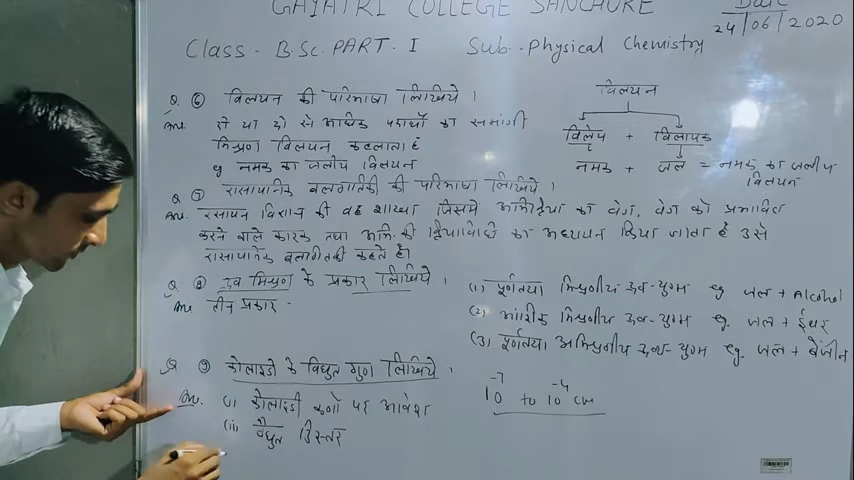 GAYATRI COLLEGE SANCHORE
Date
24/06/2020
Class - B.Sc. PART - I Sub.- Physical Chemistry
Q. ⑥ विलयन की परिभाषा लिखिये ।
Ans. दो या दो से अधिक पदार्थों का समांगी
मिश्रण विलयन कहलाता है
eg नमक का जलीय विलयन
विलयन
विलेय + विलायक
नमक + जल = नमक का जलीय
विलयन
Q ⑦ रासायनिक बलगतिकी की परिभाषा लिखिये ।
Ans. रसायन विज्ञान की वह शाखा जिसमें अभिक्रिया का वेग, वेग को प्रभावित
करने वाले कारक तथा अभि. की क्रियाविधि का अध्ययन किया जाता है उसे
रासायनिक बलगतिकी कहते है।
Q ⑧ द्रव मिश्रण के प्रकार लिखिये ।
Ans. तीन प्रकार -
(1) पूर्णतया मिश्रणीय द्रव-युग्म eg जल + Alcohol
(2) आंशिक मिश्रणीय द्रव-युग्म eg. जल + ईथर
(3) पूर्णतया अमिश्रणीय द्रव-युग्म eg. जल + बेंजीन
Q ⑨ कोलाइडो के विधुत गुण लिखिये ।
Ans. (i) कोलाइडी कणों पर आवेश
(ii) वैधुत द्विस्तर
10⁻⁷ to 10⁻⁴ cm